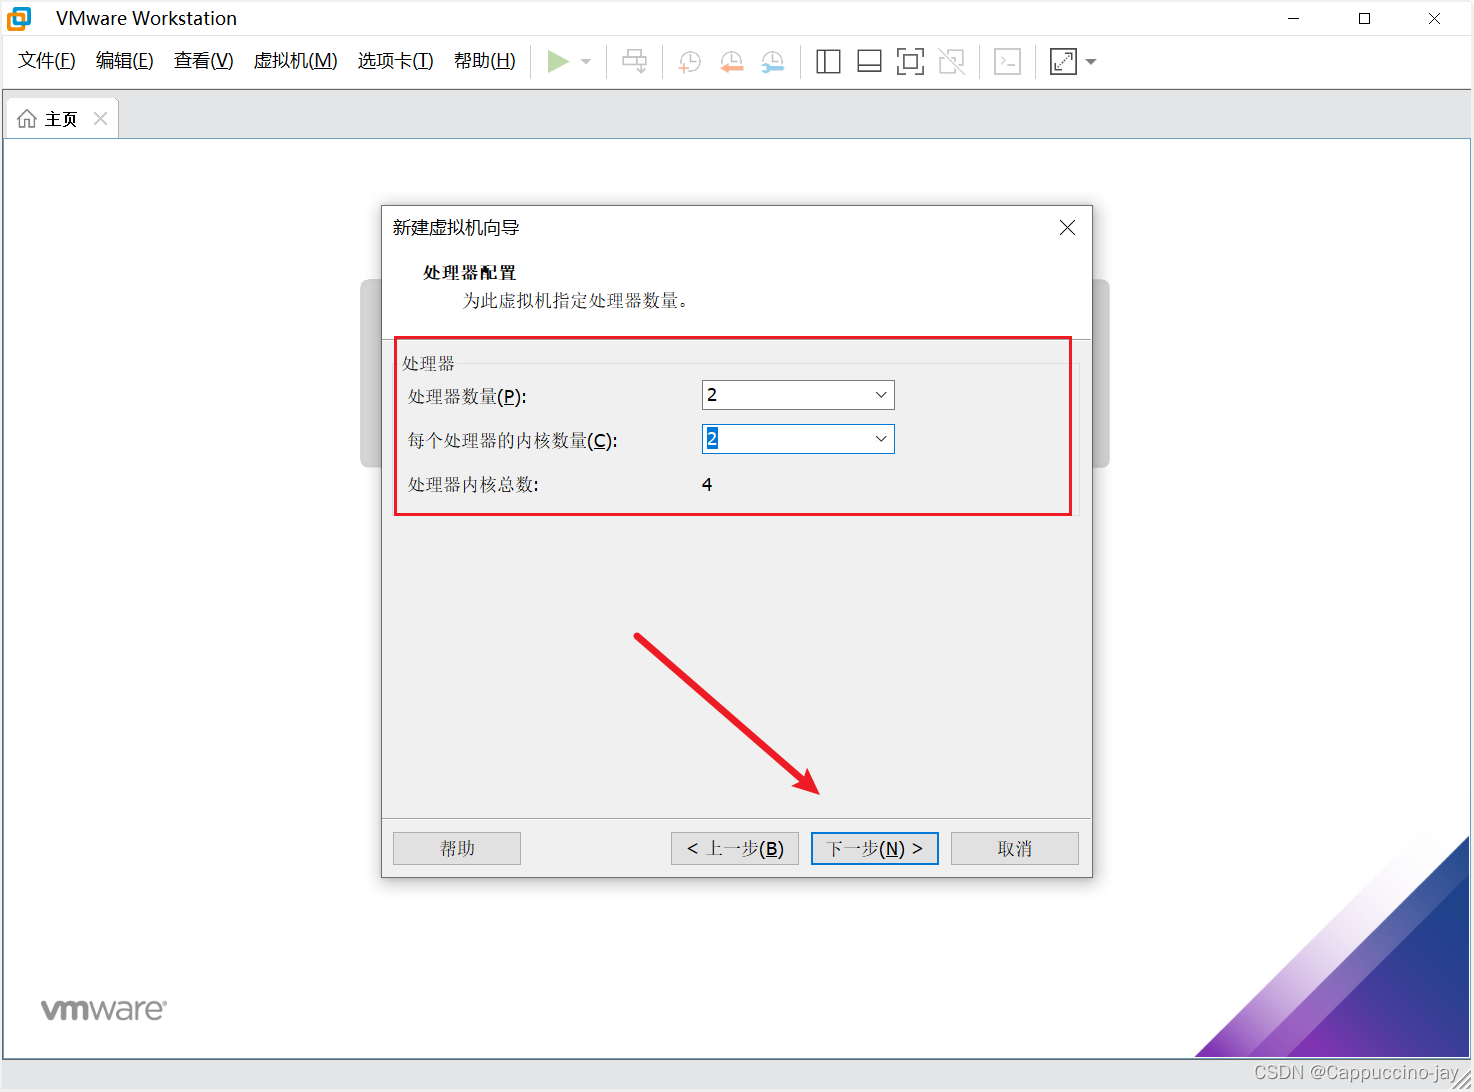 VMware Workstation
文件(F) 编辑(E) 查看(V) 虚拟机(M) 选项卡(T) 帮助(H)
主页
新建虚拟机向导
处理器配置
为此虚拟机指定处理器数量。
处理器
处理器数量(P): 2
每个处理器的内核数量(C): 2
处理器内核总数: 4
帮助 < 上一步(B) 下一步(N) > 取消
vmware
CSDN @Cappuccino-jay